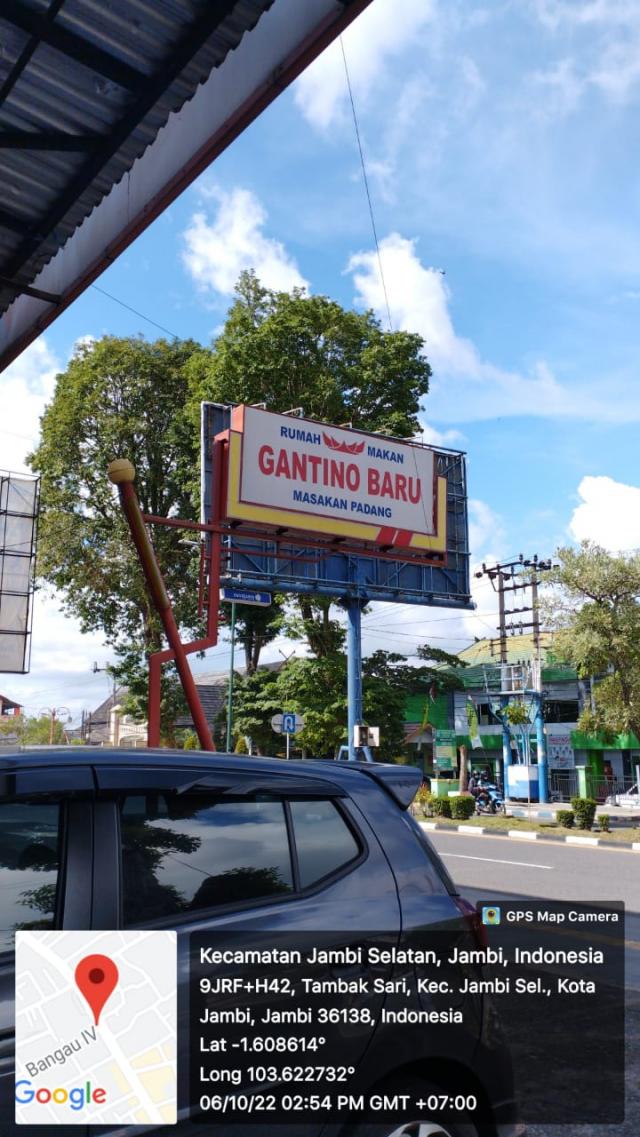 RUMAH MAKAN
GANTINO BARU
MASAKAN PADANG
GPS Map Camera
Kecamatan Jambi Selatan, Jambi, Indonesia
9JRF+H42, Tambak Sari, Kec. Jambi Sel., Kota
Jambi, Jambi 36138, Indonesia
Lat -1.608614°
Long 103.622732°
06/10/22 02:54 PM GMT +07:00
Bangau IV
Google